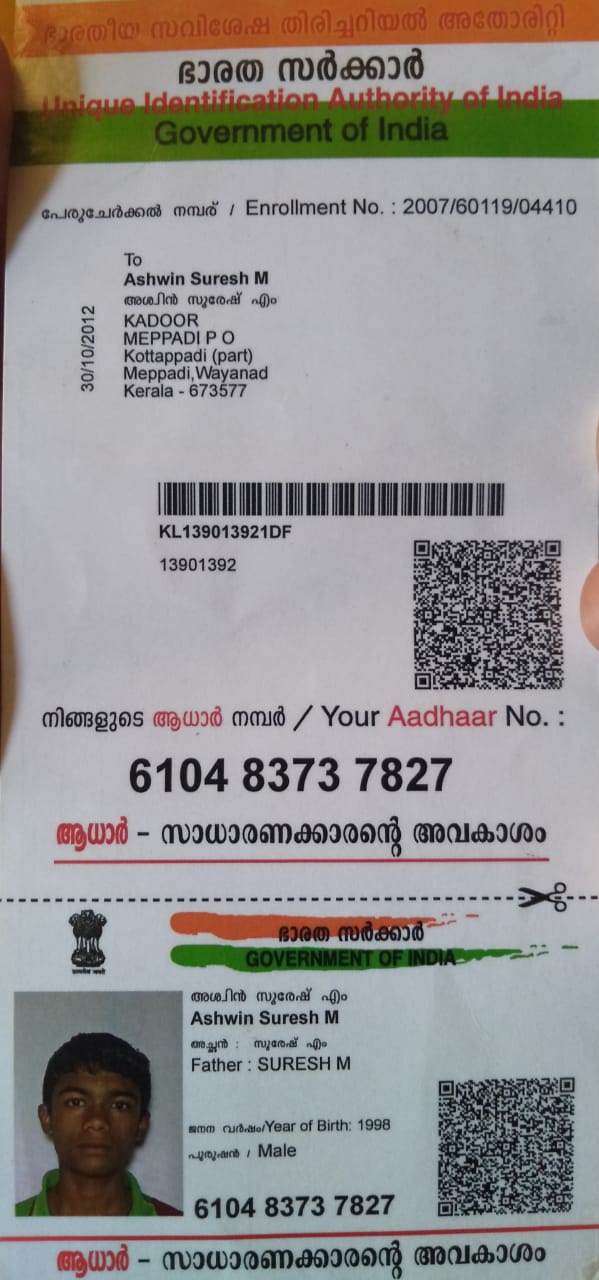 ഭാരതീയ സവിശേഷ തിരിച്ചറിയൽ അതോരിറ്റി
ഭാരത സർക്കാർ
Unique Identification Authority of India
Government of India
പേരുചേർക്കൽ നമ്പര് / Enrollment No. : 2007/60119/04410
To
Ashwin Suresh M
അശ്വിൻ സുരേഷ് എം
KADOOR
MEPPADI P O
Kottappadi (part)
Meppadi,Wayanad
Kerala - 673577
30/10/2012
KL139013921DF
13901392
നിങ്ങളുടെ ആധാർ നമ്പർ / Your Aadhaar No. :
6104 8373 7827
ആധാർ - സാധാരണക്കാരന്റെ അവകാശം
ഭാരത സർക്കാർ
GOVERNMENT OF INDIA
അശ്വിൻ സുരേഷ് എം
Ashwin Suresh M
അച്ഛൻ : സുരേഷ് എം
Father : SURESH M
ജനന വർഷം/Year of Birth: 1998
പുരുഷൻ / Male
6104 8373 7827
ആധാർ - സാധാരണക്കാരന്റെ അവകാശം